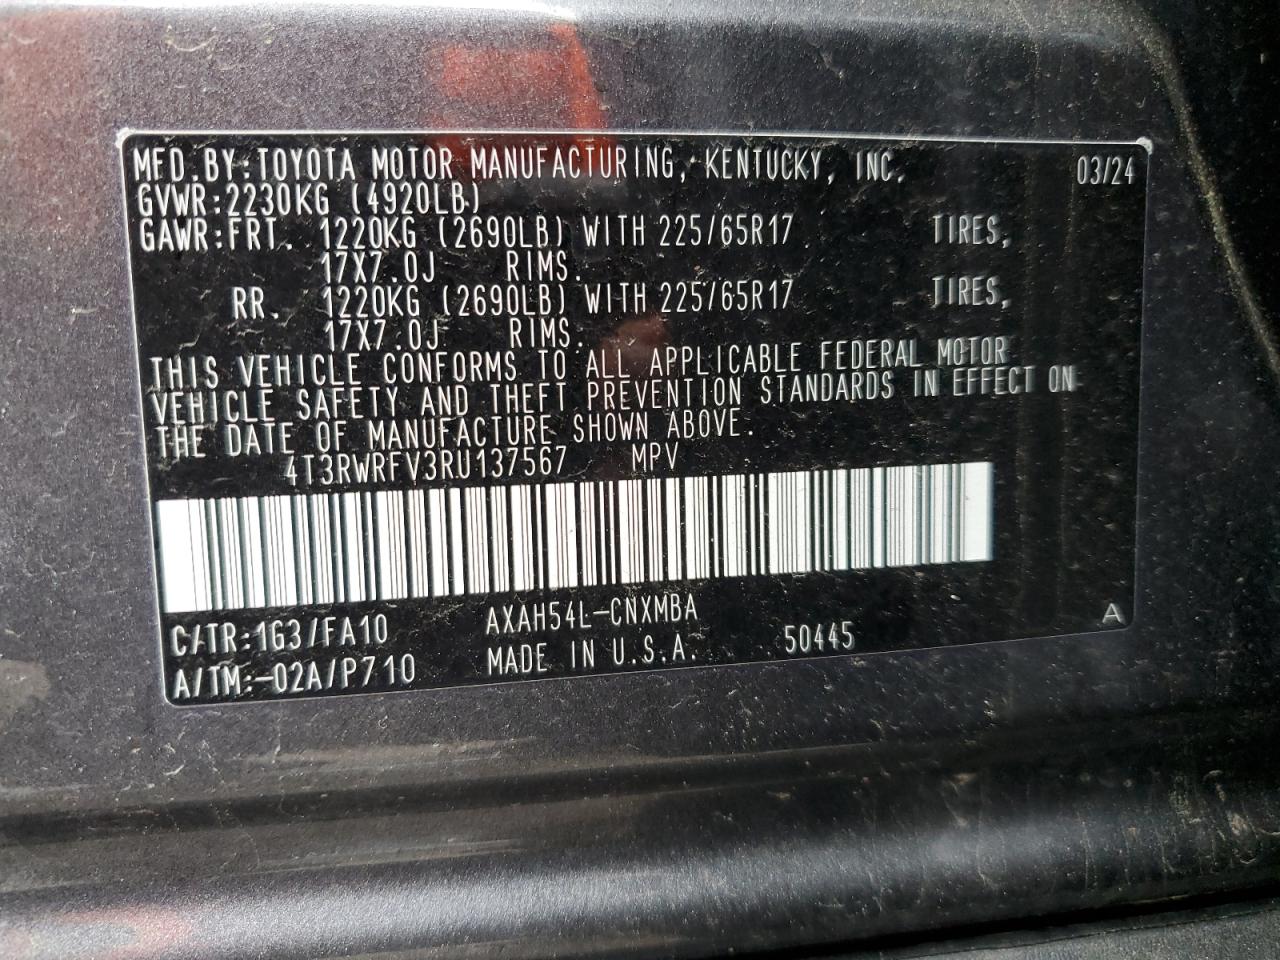 MFD.BY:TOYOTA MOTOR MANUFACTURING, KENTUCKY, INC. 03/24
GVWR:2230KG (4920LB)
GAWR:FRT. 1220KG (2690LB) WITH 225/65R17 TIRES,
17X7.0J RIMS.
RR. 1220KG (2690LB) WITH 225/65R17 TIRES,
17X7.0J RIMS.
THIS VEHICLE CONFORMS TO ALL APPLICABLE FEDERAL MOTOR
VEHICLE SAFETY AND THEFT PREVENTION STANDARDS IN EFFECT ON
THE DATE OF MANUFACTURE SHOWN ABOVE.
4T3RWRFV3RU137567 MPV
C/TR:1G3/FA10 AXAH54L-CNXMBA A
A/TM:-02A/P710 MADE IN U.S.A. 50445